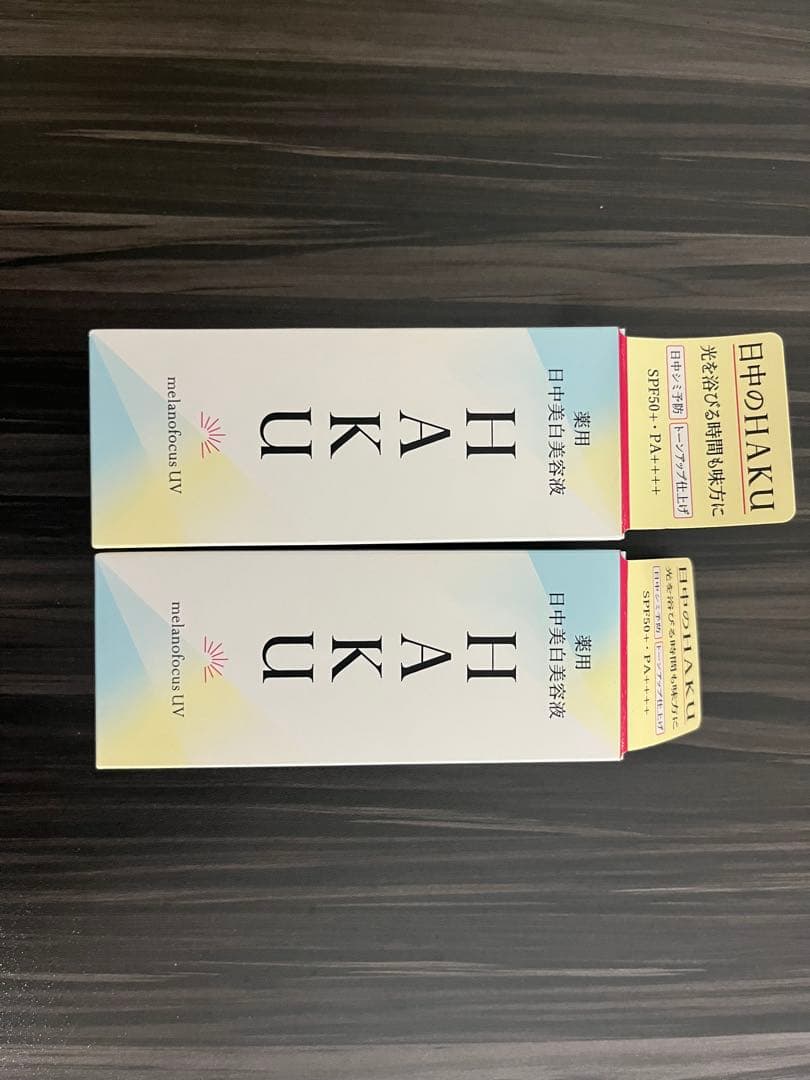 日中のHAKU
光を浴びる時間も味方に
日中シミ予防 トーンアップ仕上げ
SPF50+・PA++++
薬用
日中美白美容液
H
A
K
U
melanofocus UV
日中のHAKU
光を浴びる時間も味方に
日中シミ予防 トーンアップ仕上げ
SPF50+・PA++++
薬用
日中美白美容液
H
A
K
U
melanofocus UV